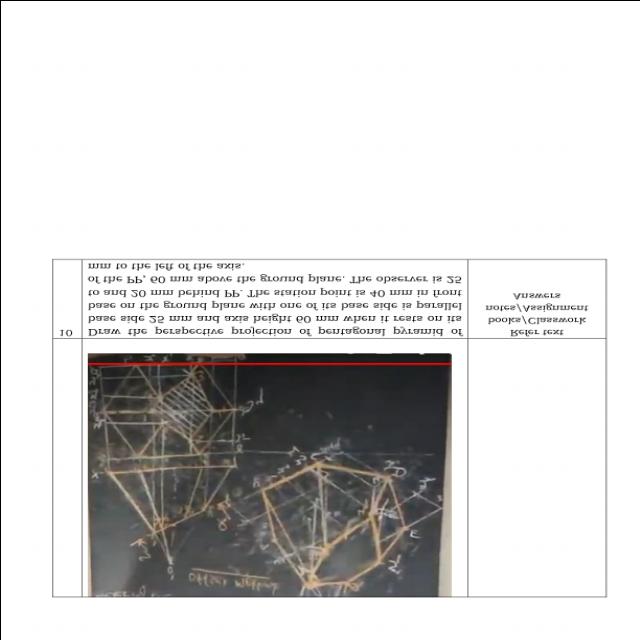 Offset Method
10
Draw the perspective projection of pentagonal pyramid of
base side 25 mm and axis height 60 mm when it rests on its
base on the ground plane with one of its base side is parallel
to and 20 mm behind PP. The station point is 40 mm in front
of the PP, 60 mm above the ground plane. The observer is 25
mm to the left of the axis.
Refer text
books/Classwork
notes/Assignment
Answers